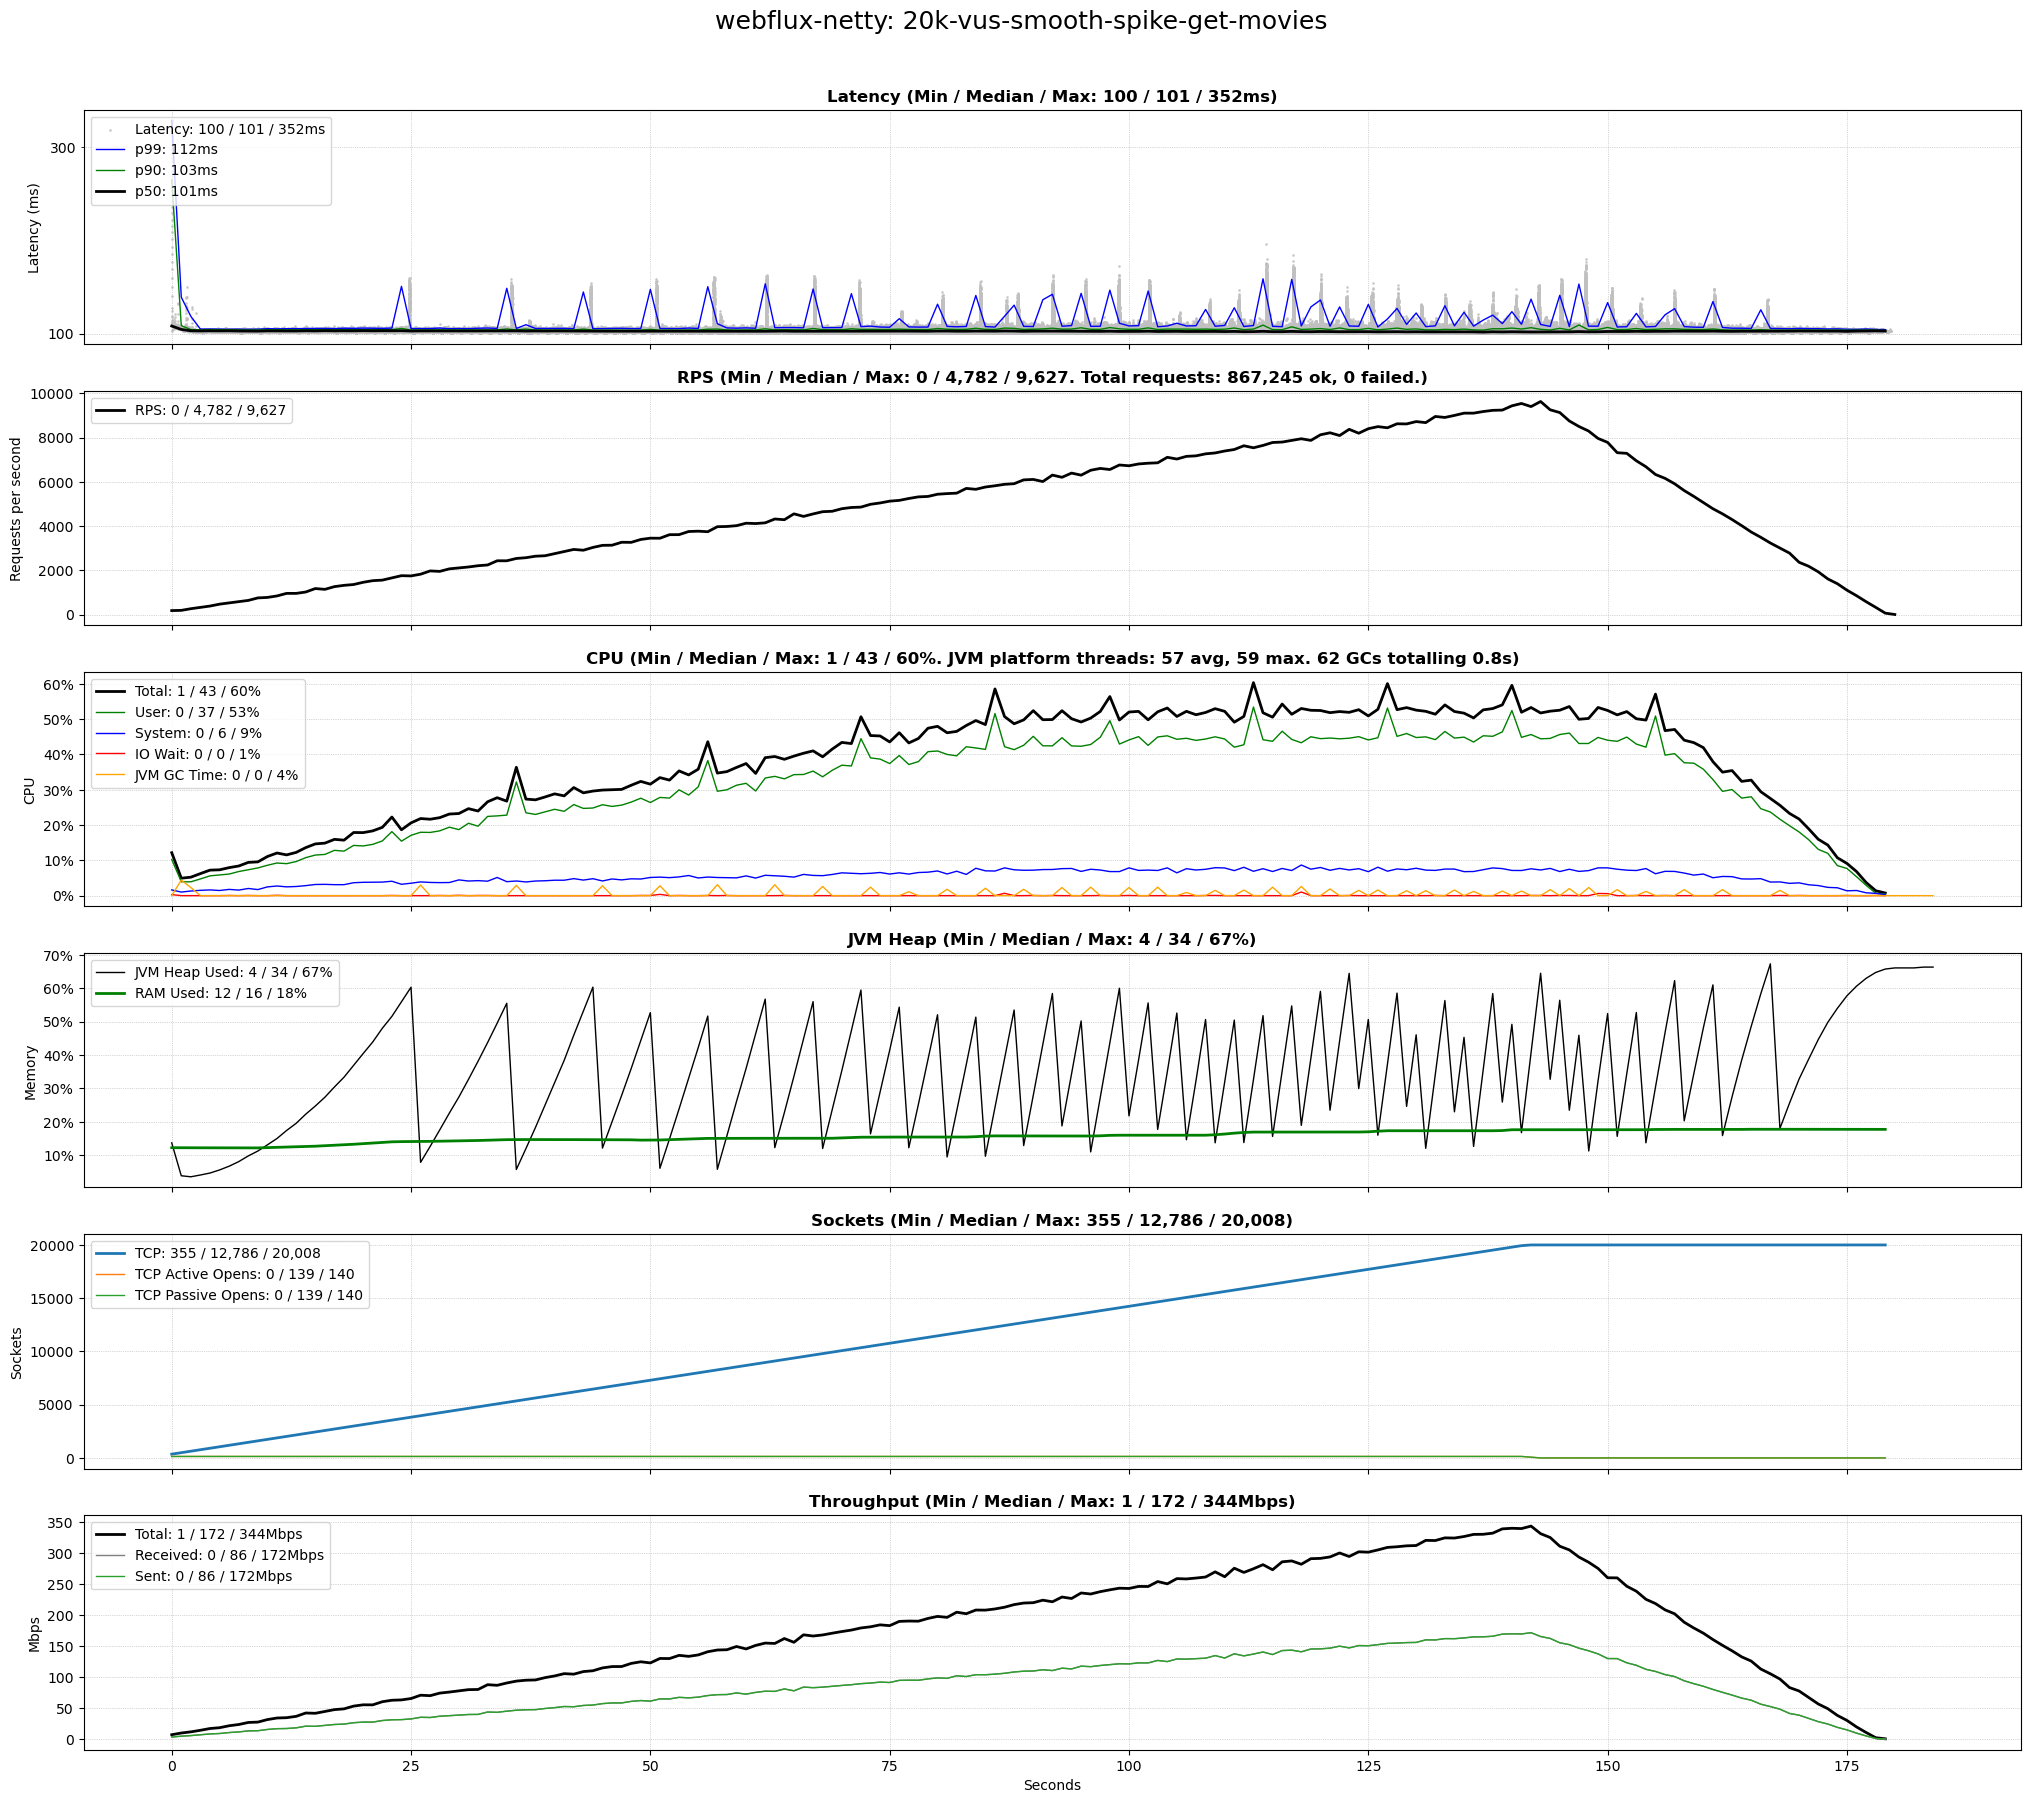 webflux-netty: 20k-vus-smooth-spike-get-movies
Latency (Min / Median / Max: 100 / 101 / 352ms)
Latency: 100 / 101 / 352ms
p99: 112ms
p90: 103ms
p50: 101ms
300
100
Latency (ms)
RPS (Min / Median / Max: 0 / 4,782 / 9,627. Total requests: 867,245 ok, 0 failed.)
RPS: 0 / 4,782 / 9,627
10000
8000
6000
4000
2000
0
Requests per second
CPU (Min / Median / Max: 1 / 43 / 60%. JVM platform threads: 57 avg, 59 max. 62 GCs totalling 0.8s)
Total: 1 / 43 / 60%
User: 0 / 37 / 53%
System: 0 / 6 / 9%
IO Wait: 0 / 0 / 1%
JVM GC Time: 0 / 0 / 4%
60%
50%
40%
30%
20%
10%
0%
CPU
JVM Heap (Min / Median / Max: 4 / 34 / 67%)
JVM Heap Used: 4 / 34 / 67%
RAM Used: 12 / 16 / 18%
70%
60%
50%
40%
30%
20%
10%
Memory
Sockets (Min / Median / Max: 355 / 12,786 / 20,008)
TCP: 355 / 12,786 / 20,008
TCP Active Opens: 0 / 139 / 140
TCP Passive Opens: 0 / 139 / 140
20000
15000
10000
5000
0
Sockets
Throughput (Min / Median / Max: 1 / 172 / 344Mbps)
Total: 1 / 172 / 344Mbps
Received: 0 / 86 / 172Mbps
Sent: 0 / 86 / 172Mbps
350
300
250
200
150
100
50
0
Mbps
0 25 50 75 100 125 150 175
Seconds